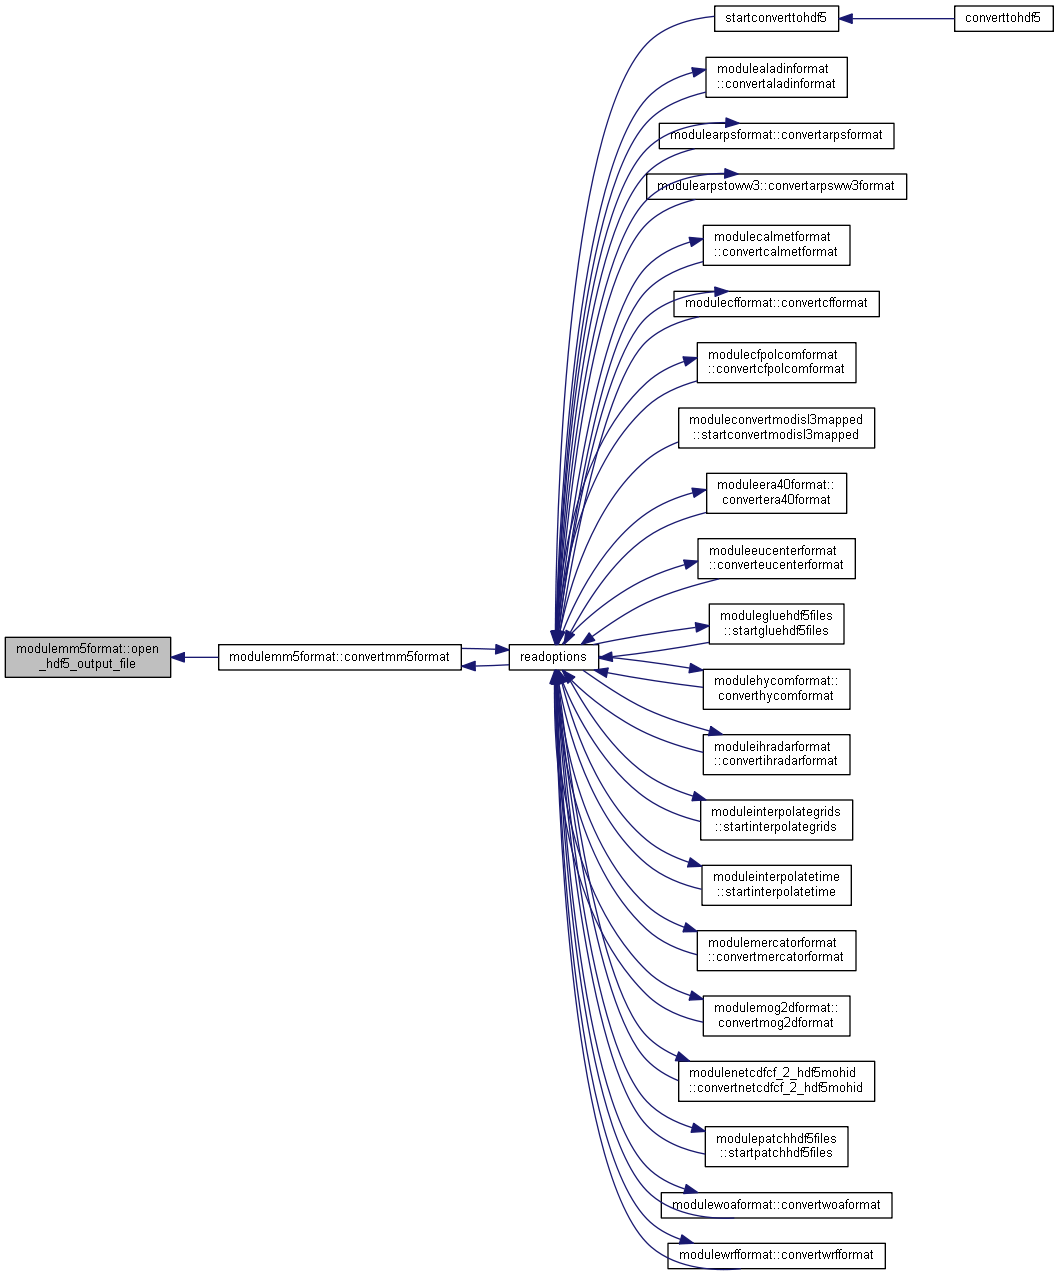 startconverttohdf5
converttohdf5
modulealadinformat
::convertaladinformat
modulearpsformat::convertarpsformat
modulearpstoww3::convertarpsww3format
modulecalmetformat
::convertcalmetformat
modulecfformat::convertcfformat
modulecfpolcomformat
::convertcfpolcomformat
moduleconvertmodisl3mapped
::startconvertmodisl3mapped
moduleera40format::
convertera40format
moduleeucenterformat
::converteucenterformat
modulegluehdf5files
::startgluehdf5files
modulemm5format::open
_hdf5_output_file
modulemm5format::convertmm5format
readoptions
modulehycomformat::
converthycomformat
moduleihradarformat
::convertihradarformat
moduleinterpolategrids
::startinterpolategrids
moduleinterpolatetime
::startinterpolatetime
modulemercatorformat
::convertmercatorformat
modulemog2dformat::
convertmog2dformat
modulenetcdfcf_2_hdf5mohid
::convertnetcdfcf_2_hdf5mohid
modulepatchhdf5files
::startpatchhdf5files
modulewoaformat::convertwoaformat
modulewrfformat::convertwrfformat